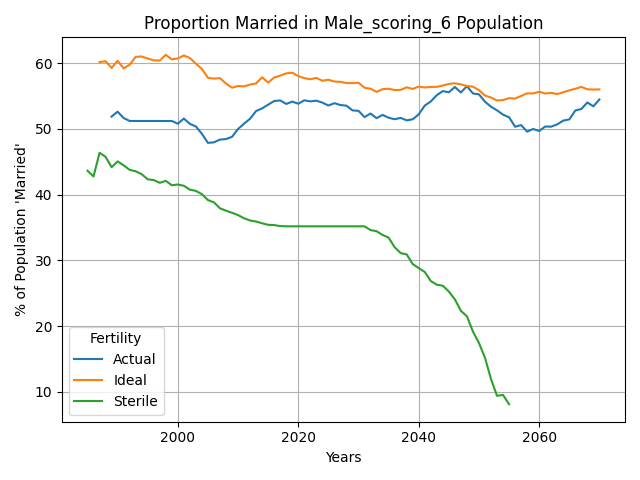 Proportion Married in Male_scoring_6 Population
% of Population 'Married'
60
50
40
30
20
10
Fertility
Actual
Ideal
Sterile
2000 2020 2040 2060
Years